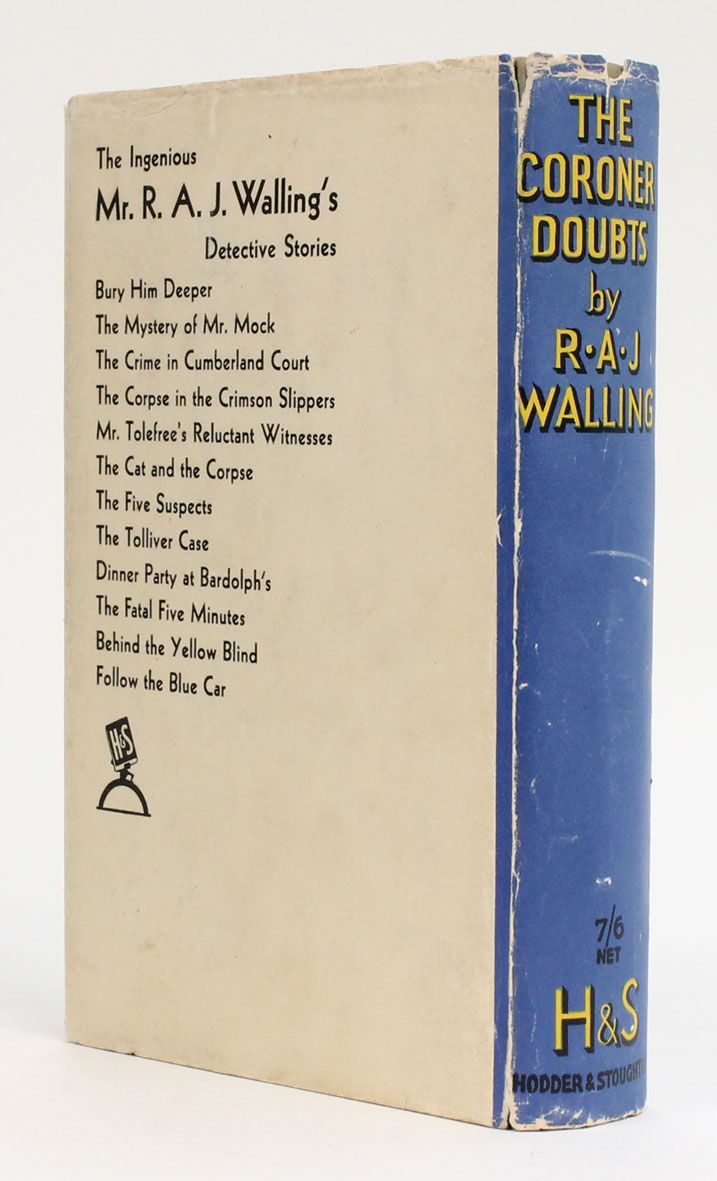 The Ingenious
Mr. R. A. J. Walling's
Detective Stories
Bury Him Deeper
The Mystery of Mr. Mock
The Crime in Cumberland Court
The Corpse in the Crimson Slippers
Mr. Tolefree's Reluctant Witnesses
The Cat and the Corpse
The Five Suspects
The Tolliver Case
Dinner Party at Bardolph's
The Fatal Five Minutes
Behind the Yellow Blind
Follow the Blue Car
H&S
THE
CORONER
DOUBTS
by
R·A·J
WALLING
7/6
NET
H&S
HODDER & STOUGHTON